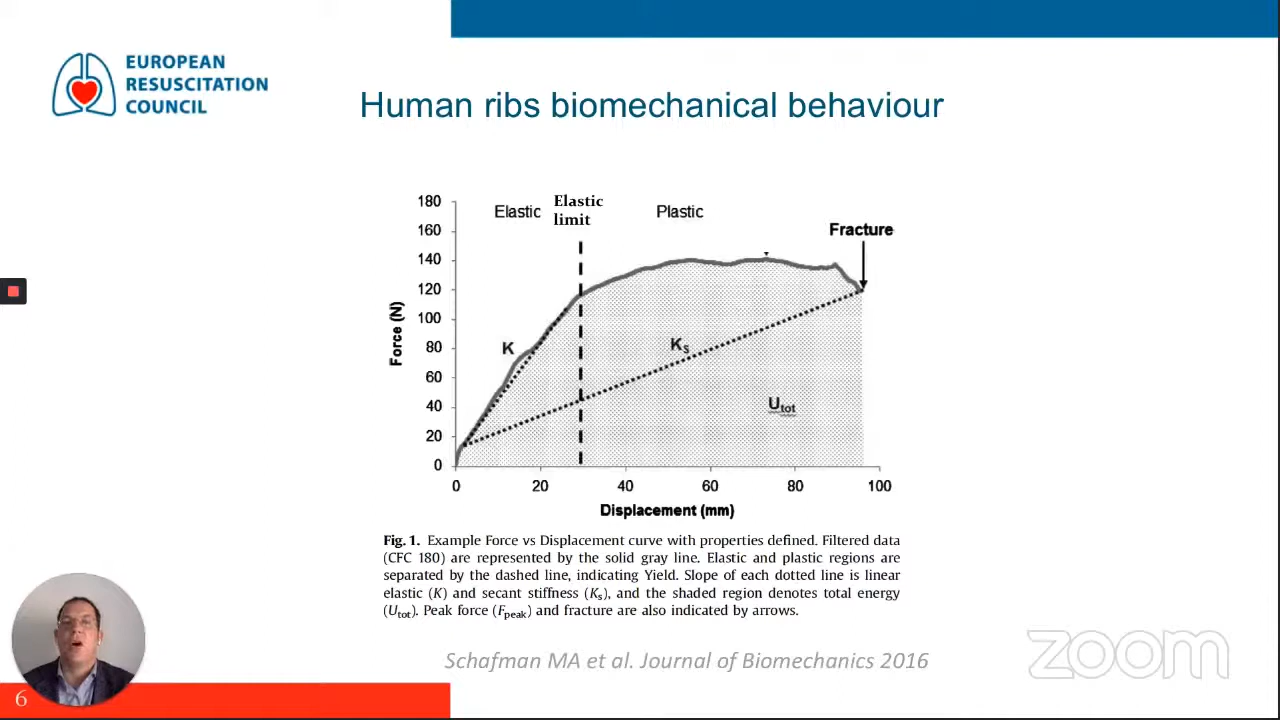 EUROPEAN
RESUSCITATION
COUNCIL
Human ribs biomechanical behaviour
Elastic
Elastic
limit
Plastic
Fracture
180
160
140
120
100
80
60
40
20
0
Force (N)
K
Ks
Utot
0 20 40 60 80 100
Displacement (mm)
Fig. 1. Example Force vs Displacement curve with properties defined. Filtered data
(CFC 180) are represented by the solid gray line. Elastic and plastic regions are
separated by the dashed line, indicating Yield. Slope of each dotted line is linear
elastic (K) and secant stiffness (Ks), and the shaded region denotes total energy
(Utot). Peak force (Fpeak) and fracture are also indicated by arrows.
Schafman MA et al. Journal of Biomechanics 2016
zoom
6